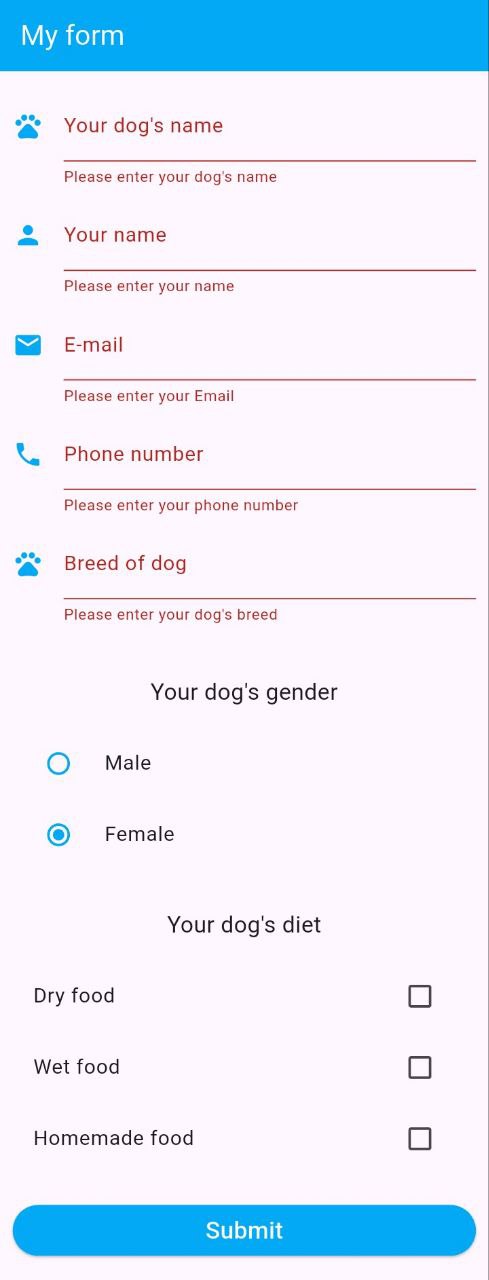 My form
Your dog's name
Please enter your dog's name
Your name
Please enter your name
E-mail
Please enter your Email
Phone number
Please enter your phone number
Breed of dog
Please enter your dog's breed
Your dog's gender
Male
Female
Your dog's diet
Dry food
Wet food
Homemade food
Submit